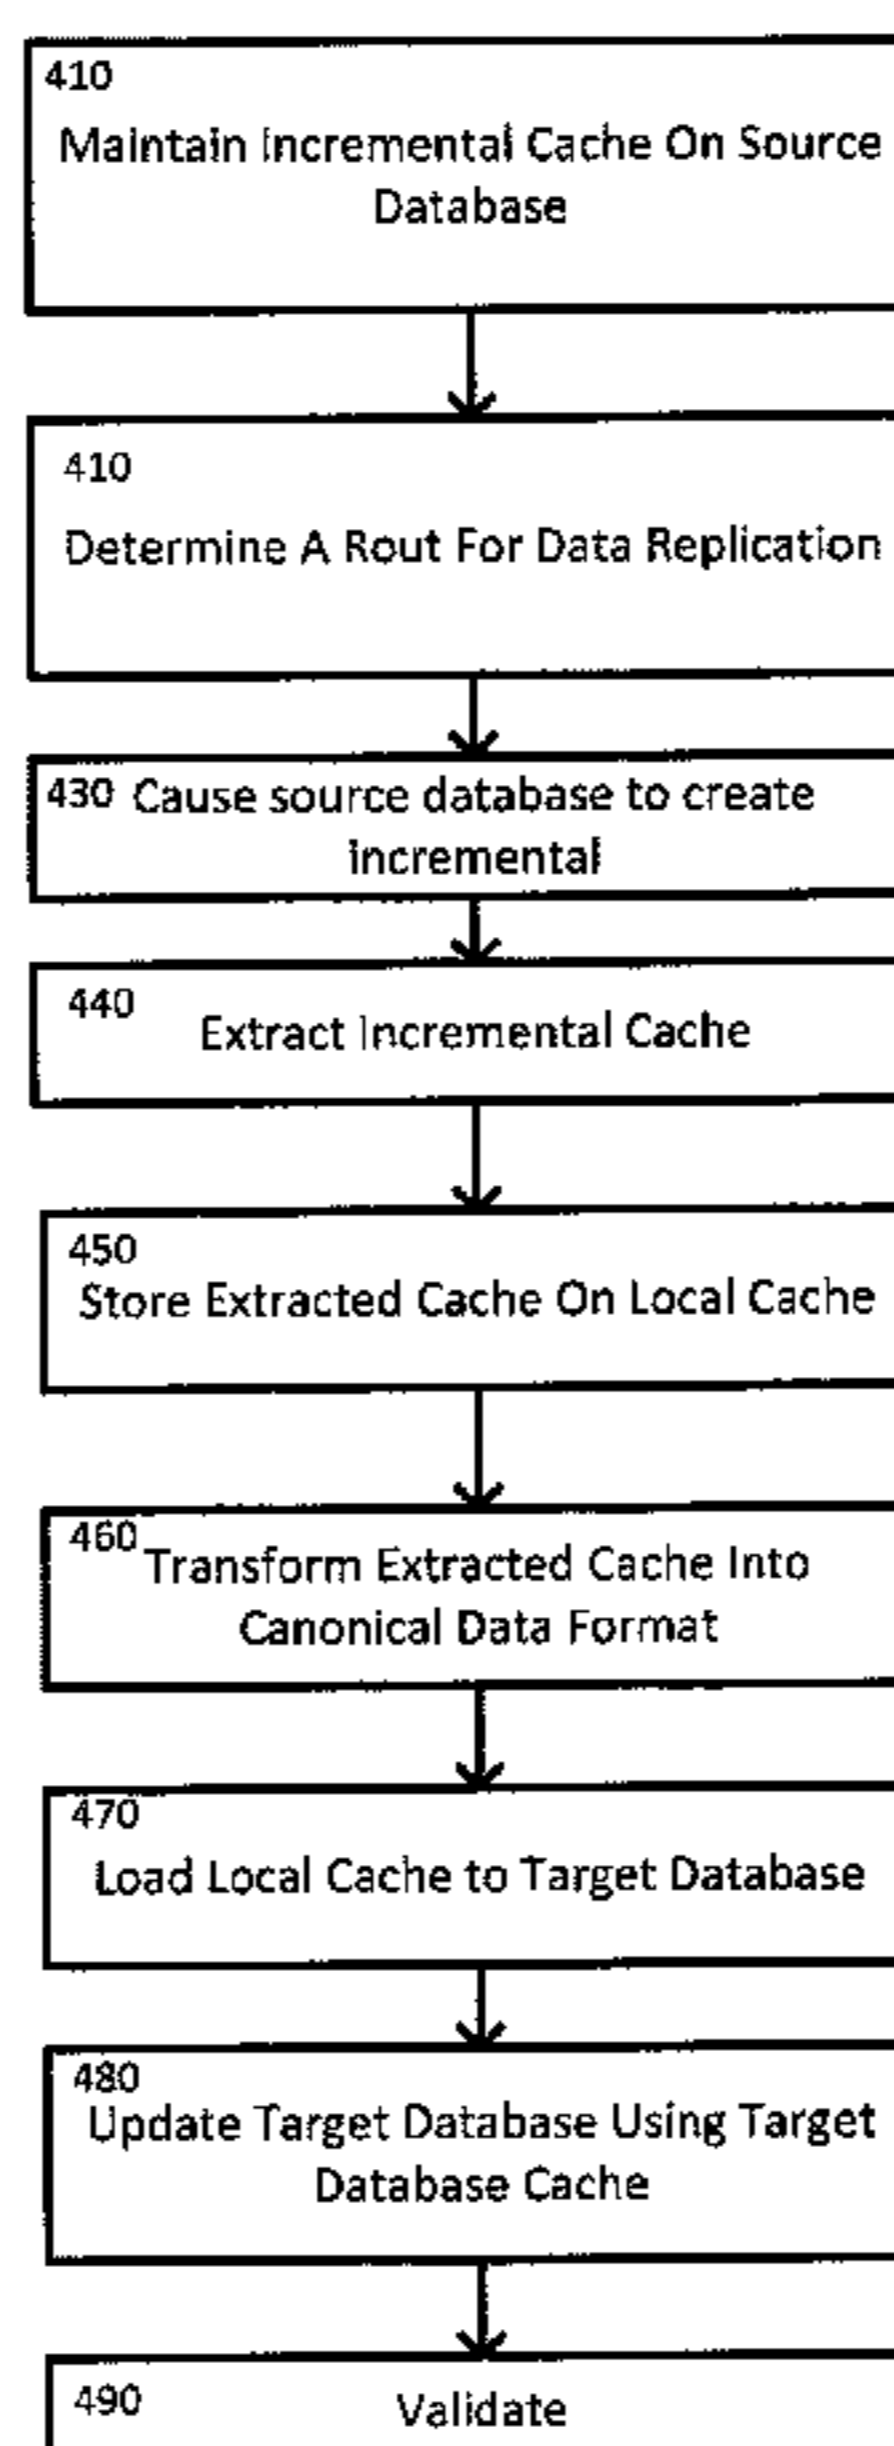 410
Maintain Incremental Cache On Source
Database
410
Determine A Rout For Data Replication
430 Cause source database to create
incremental
440
Extract Incremental Cache
450
Store Extracted Cache On Local Cache
460
Transform Extracted Cache Into
Canonical Data Format
470
Load Local Cache to Target Database
480
Update Target Database Using Target
Database Cache
490
Validate